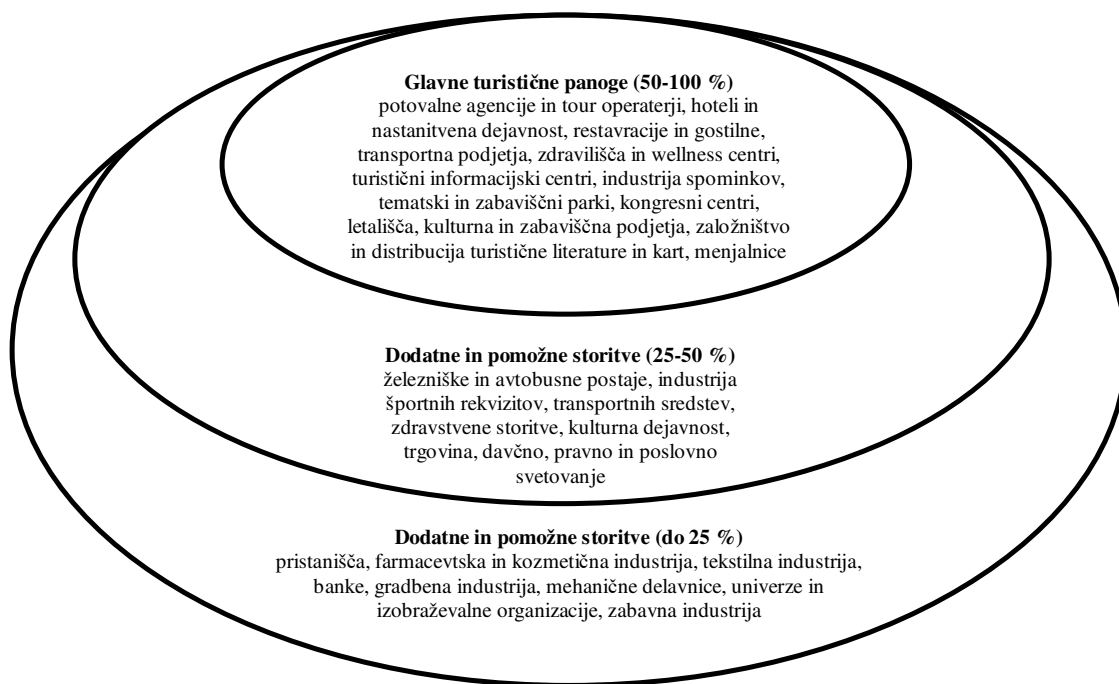 Glavne turistične panoge (50-100 %)
potovalne agencije in tour operaterji, hoteli in
nastanitvena dejavnost, restavracije in gostilne,
transportna podjetja, zdravilišča in wellness centri,
turistični informacijski centri, industrija spominkov,
tematski in zabaviščni parki, kongresni centri,
letališča, kulturna in zabaviščna podjetja, založništvo
in distribucija turistične literature in kart, menjalnice
Dodatne in pomožne storitve (25-50 %)
železniške in avtobusne postaje, industrija
športnih rekvizitov, transportnih sredstev,
zdravstvene storitve, kulturna dejavnost,
trgovina, davčno, pravno in poslovno
svetovanje
Dodatne in pomožne storitve (do 25 %)
pristanišča, farmacevtska in kozmetična industrija, tekstilna industrija,
banke, gradbena industrija, mehanične delavnice, univerze in
izobraževalne organizacije, zabavna industrija